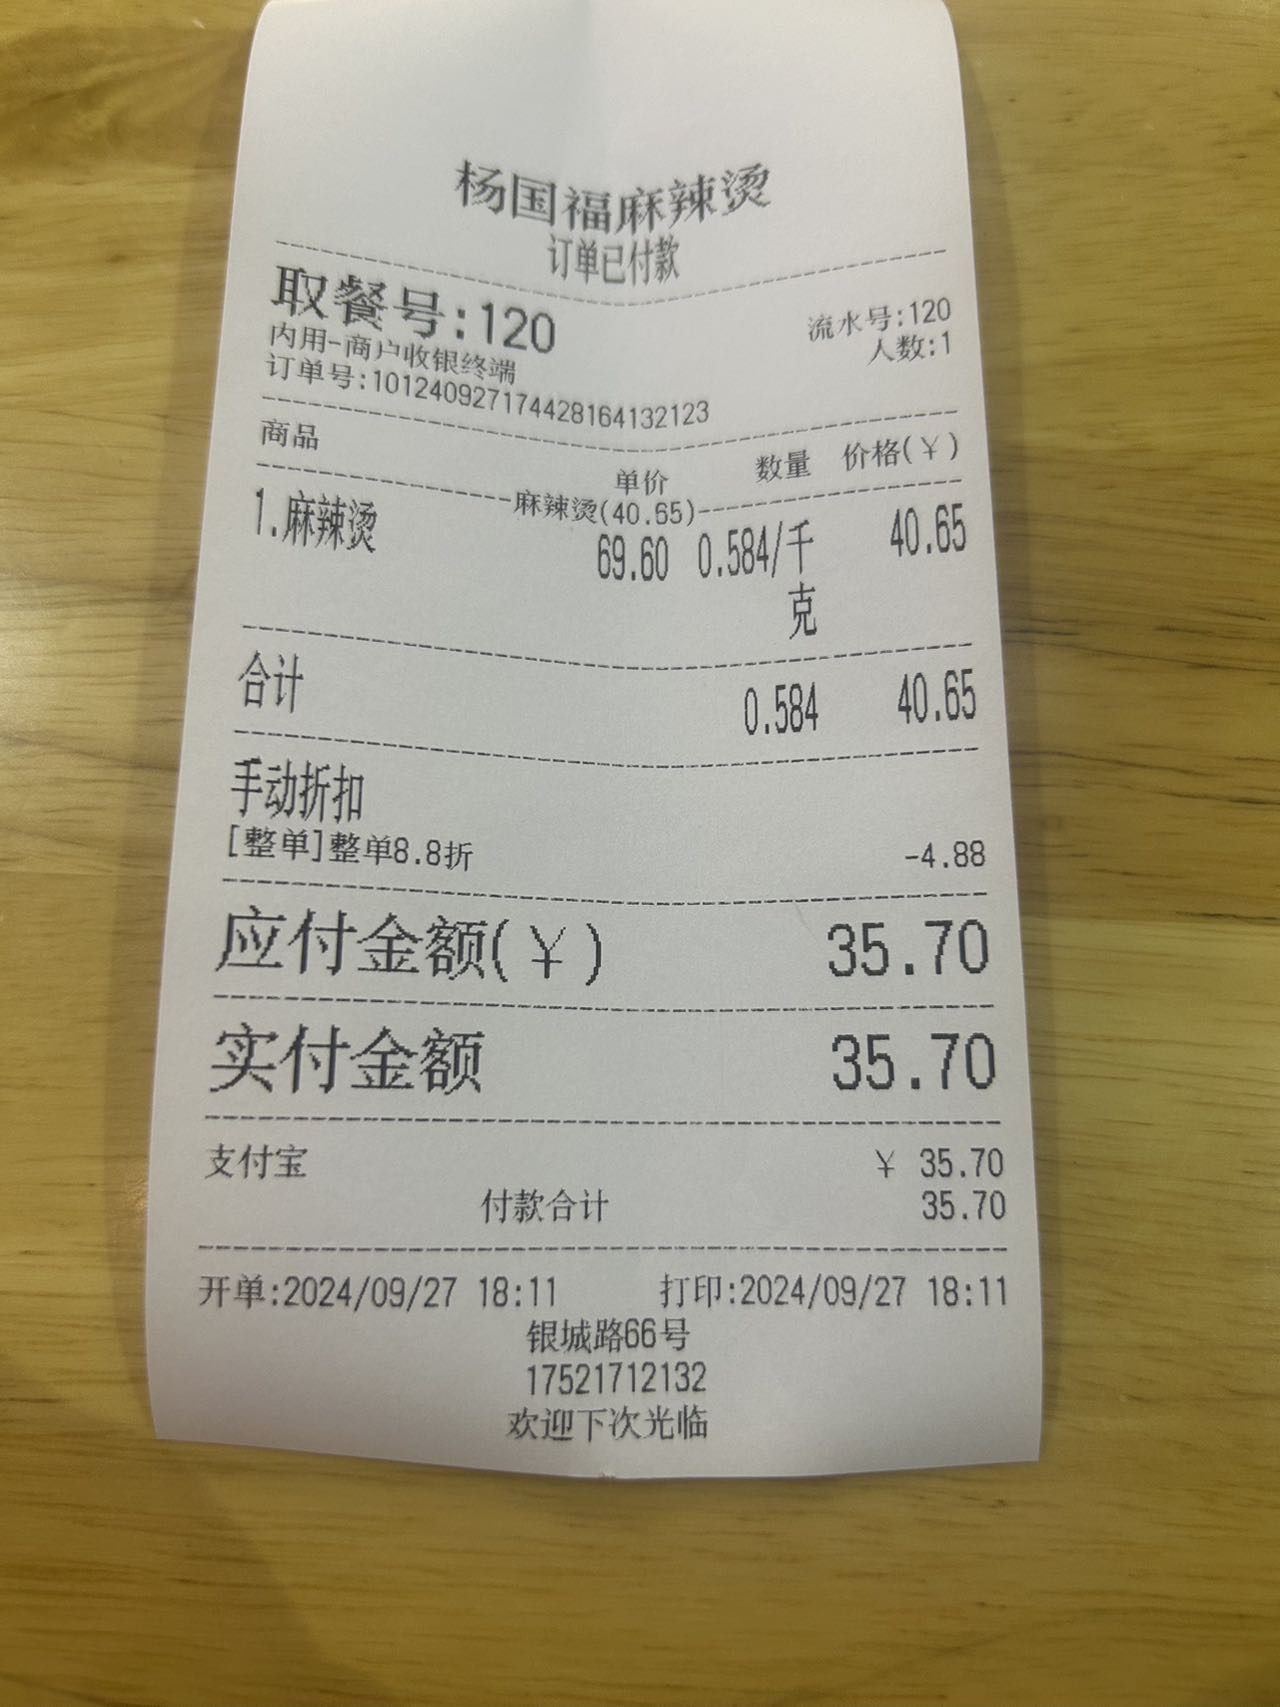 杨国福麻辣烫
订单已付款
取餐号:120 流水号:120
内用-商户收银终端 人数:1
订单号:101240927174428164132123
商品 单价 数量 价格(￥)
麻辣烫(40.65)
1.麻辣烫 69.60 0.584/千克 40.65
合计 0.584 40.65
手动折扣
[整单]整单8.8折 -4.88
应付金额(￥) 35.70
实付金额 35.70
支付宝 ￥ 35.70
付款合计 35.70
开单:2024/09/27 18:11 打印:2024/09/27 18:11
银城路66号
17521712132
欢迎下次光临